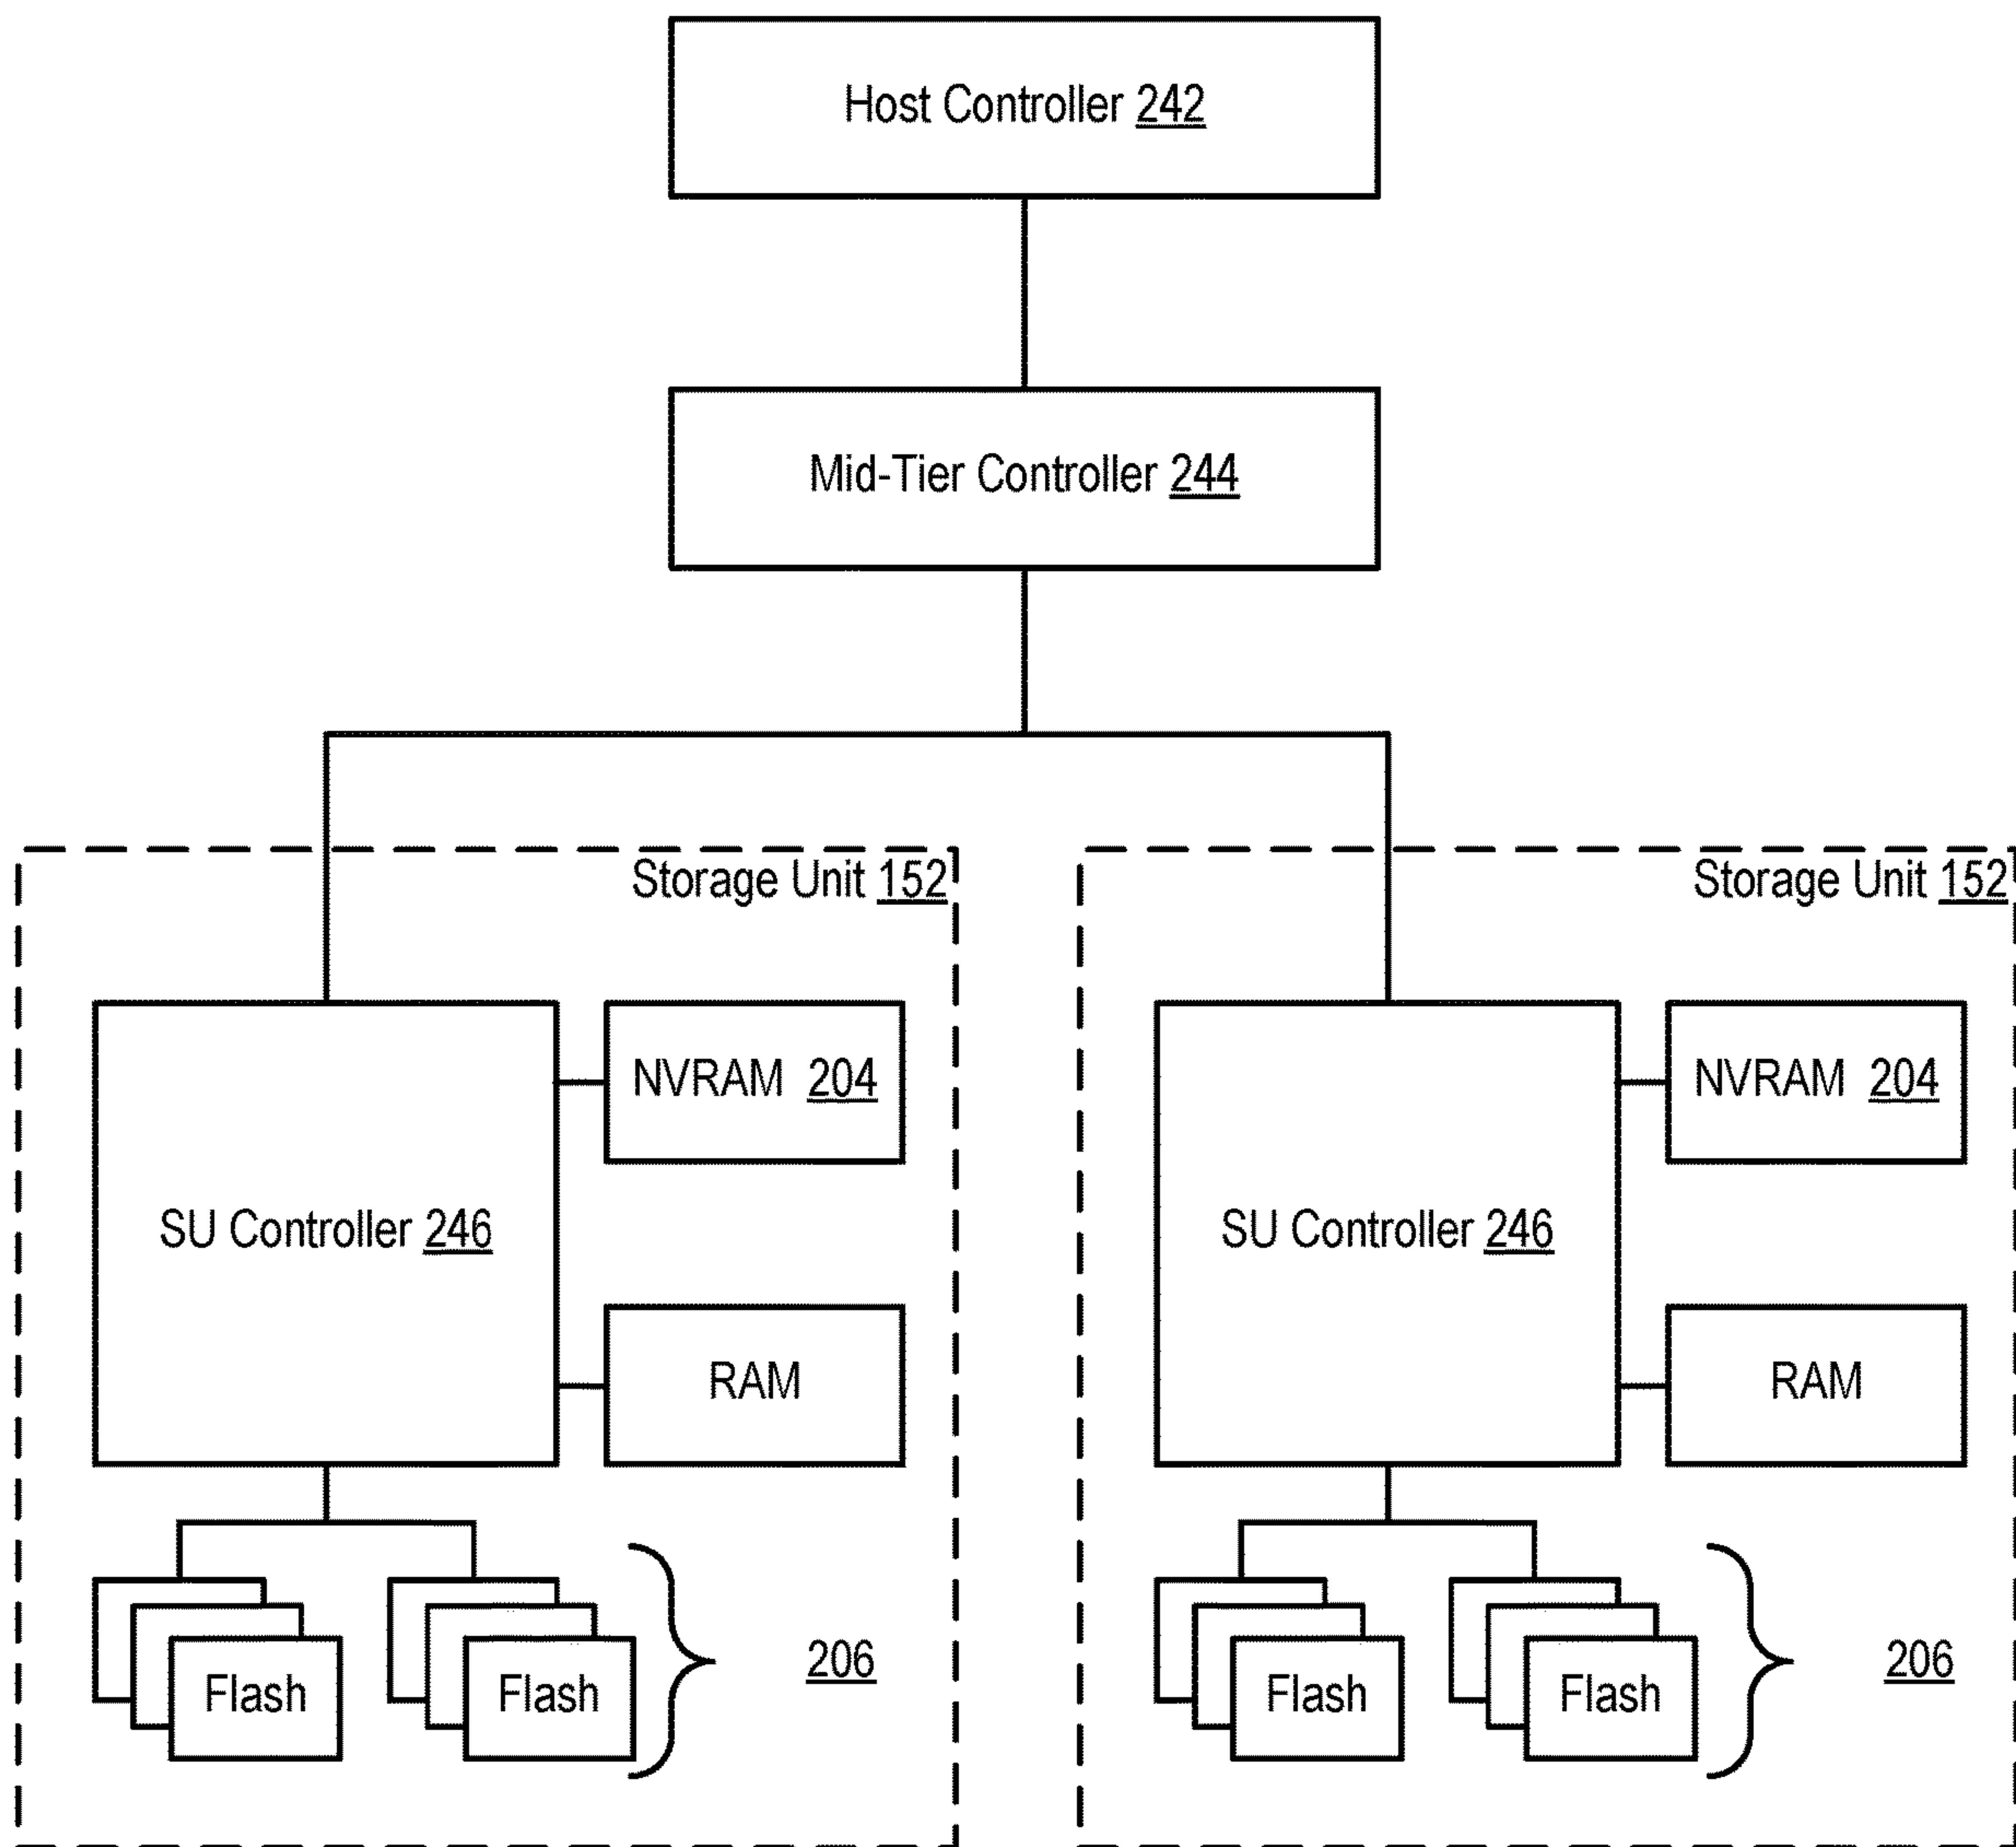 Host Controller 242
Mid-Tier Controller 244
Storage Unit 152
Storage Unit 152
NVRAM 204
NVRAM 204
SU Controller 246
SU Controller 246
RAM
RAM
Flash
Flash
206
Flash
Flash
206